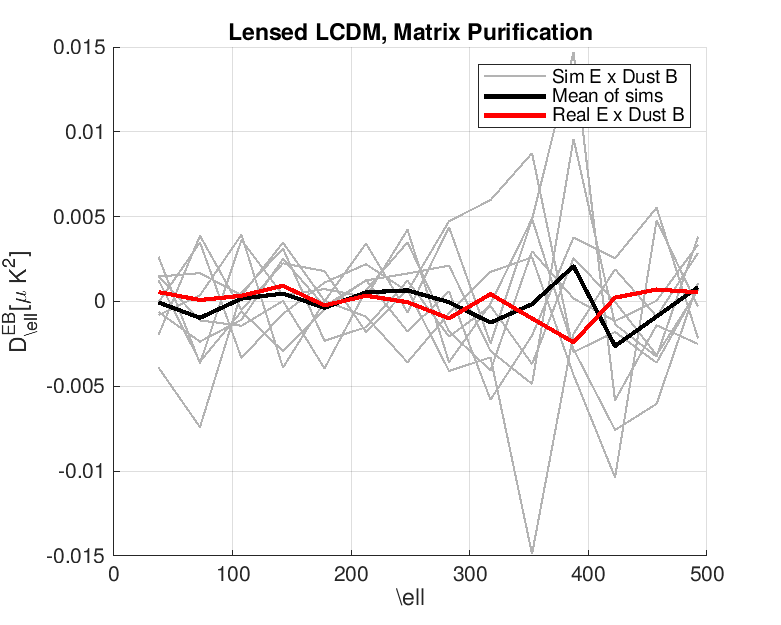 Lensed LCDM, Matrix Purification
0.015
0.01
0.005
0
-0.005
-0.01
-0.015
D_{\ell}^{EB}[μ K^2]
Sim E x Dust B
Mean of sims
Real E x Dust B
0 100 200 300 400 500
\ell